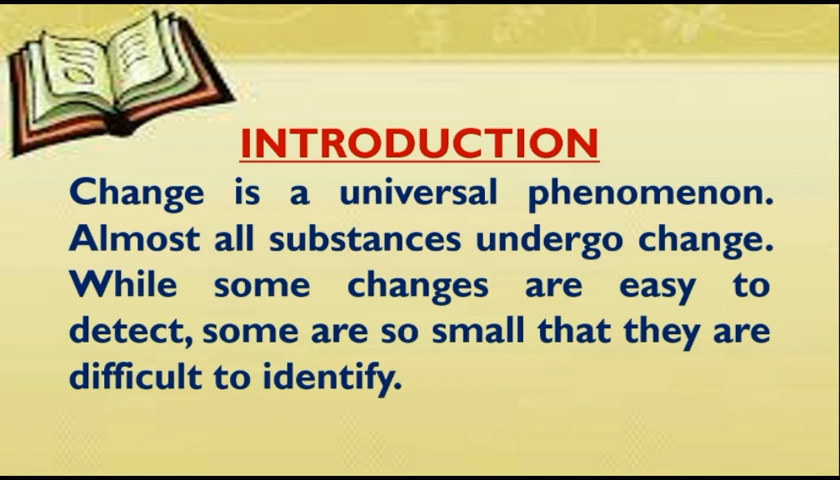 INTRODUCTION
Change is a universal phenomenon.
Almost all substances undergo change.
While some changes are easy to
detect, some are so small that they are
difficult to identify.